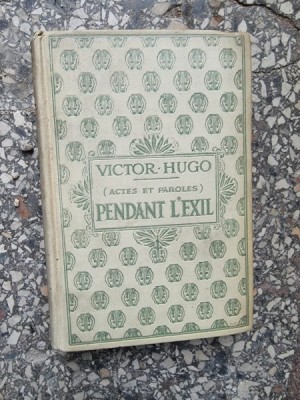 VICTOR·HUGO
(ACTES ET PAROLES)
PENDANT L'EXIL